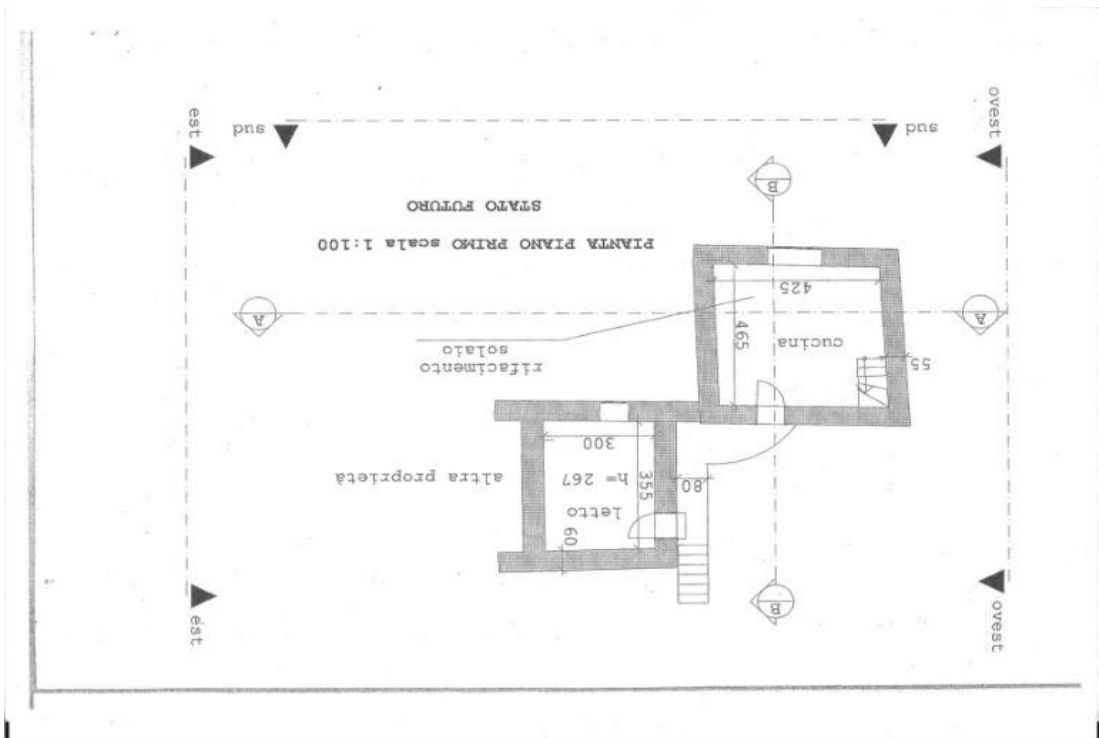 ovest
est
B
60
letto
80
355
h= 267
altra proprietà
300
rifacimento
solaio
55
cucina
465
A
A
425
PIANTA PIANO PRIMO scala 1:100
STATO FUTURO
B
sud
sud
ovest
est